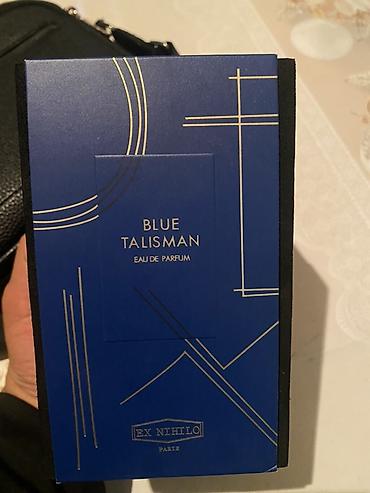 BLUE
TALISMAN
EAU DE PARFUM
EX NIHILO
PARIS